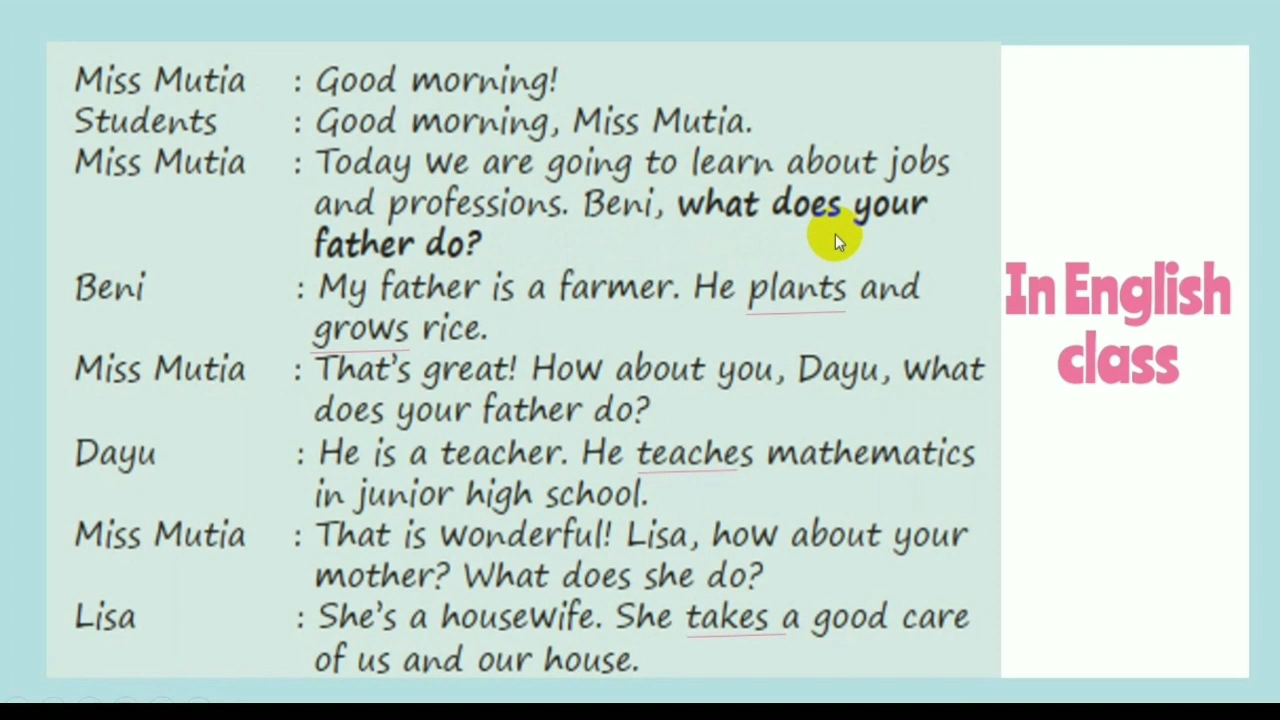 Miss Mutia : Good morning!
Students : Good morning, Miss Mutia.
Miss Mutia : Today we are going to learn about jobs
and professions. Beni, what does your
father do?
Beni : My father is a farmer. He plants and
grows rice.
Miss Mutia : That's great! How about you, Dayu, what
does your father do?
Dayu : He is a teacher. He teaches mathematics
in junior high school.
Miss Mutia : That is wonderful! Lisa, how about your
mother? What does she do?
Lisa : She's a housewife. She takes a good care
of us and our house.
In English
class